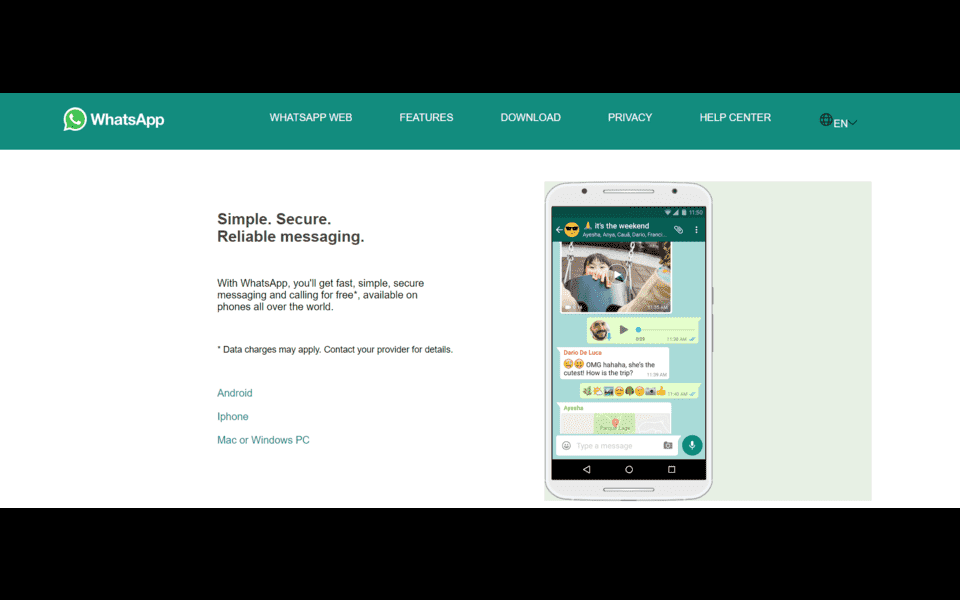 WhatsApp
WHATSAPP WEB
FEATURES
DOWNLOAD
PRIVACY
HELP CENTER
EN
Simple. Secure.
Reliable messaging.
With WhatsApp, you'll get fast, simple, secure
messaging and calling for free*, available on
phones all over the world.
* Data charges may apply. Contact your provider for details.
Android
Iphone
Mac or Windows PC
11:50
it's the weekend
Ayesha, Anya, Cauã, Dario, Franci...
11:38 AM
Dario De Luca
OMG hahaha, she's the
cutest! How is the trip?
11:39 AM
11:45 AM
Ayesha
Parque Lage
Type a message